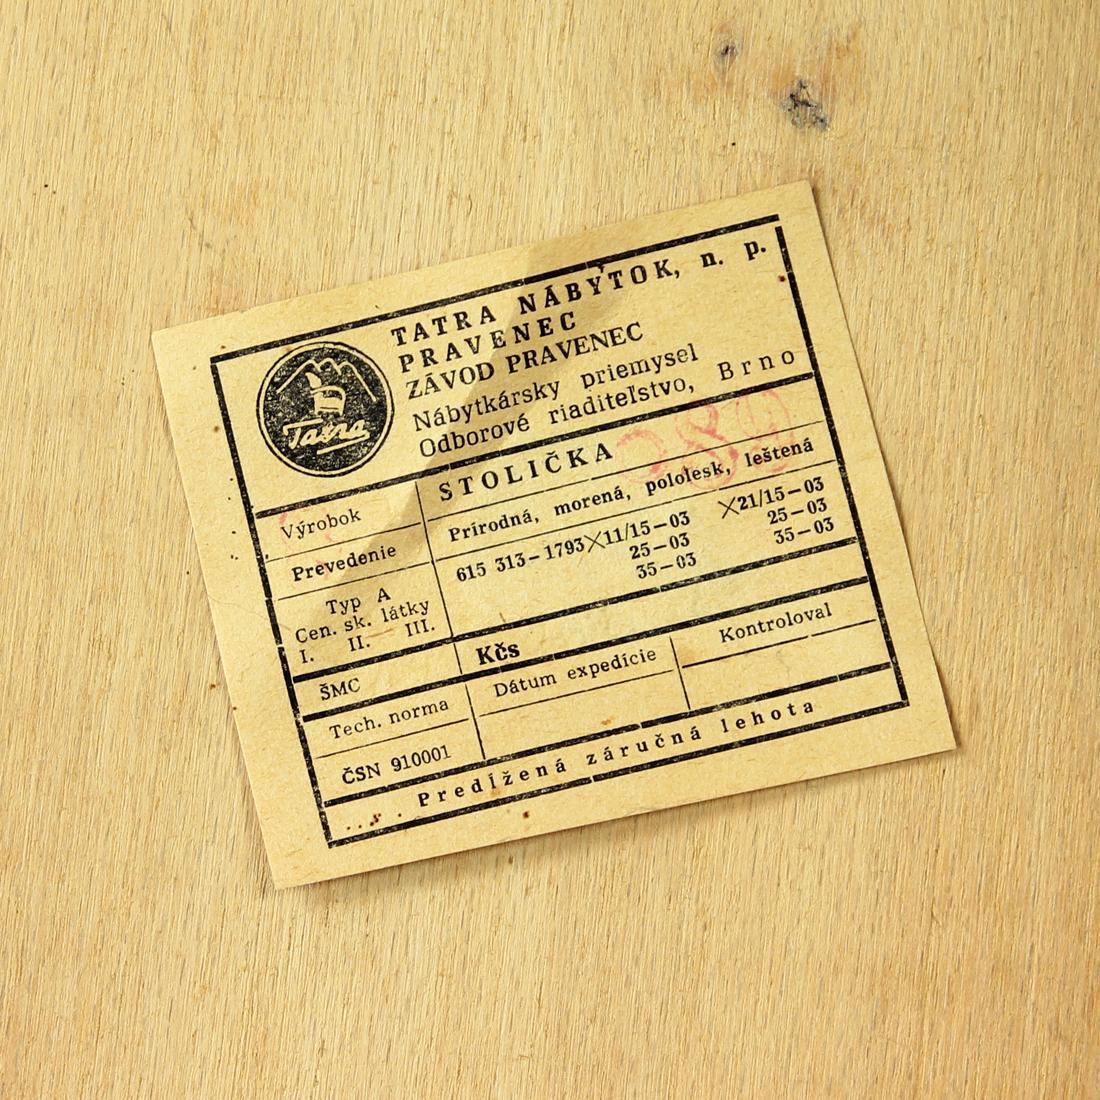 TATRA NÁBYTOK, n. p.
PRAVENEC
ZÁVOD PRAVENEC
Nábytkársky priemysel
Odborové riaditeľstvo, Brno
Tatra
Výrobok
STOLIČKA
Prevedenie
Prírodná, morená, pololesk, leštená
Typ A
Cen. sk. látky
I. II. III.
615 313-1793 11/15-03 21/15-03
25-03 25-03
35-03 35-03
ŠMC
Kčs
Tech. norma
Dátum expedície
Kontroloval
ČSN 910001
Predĺžená záručná lehota